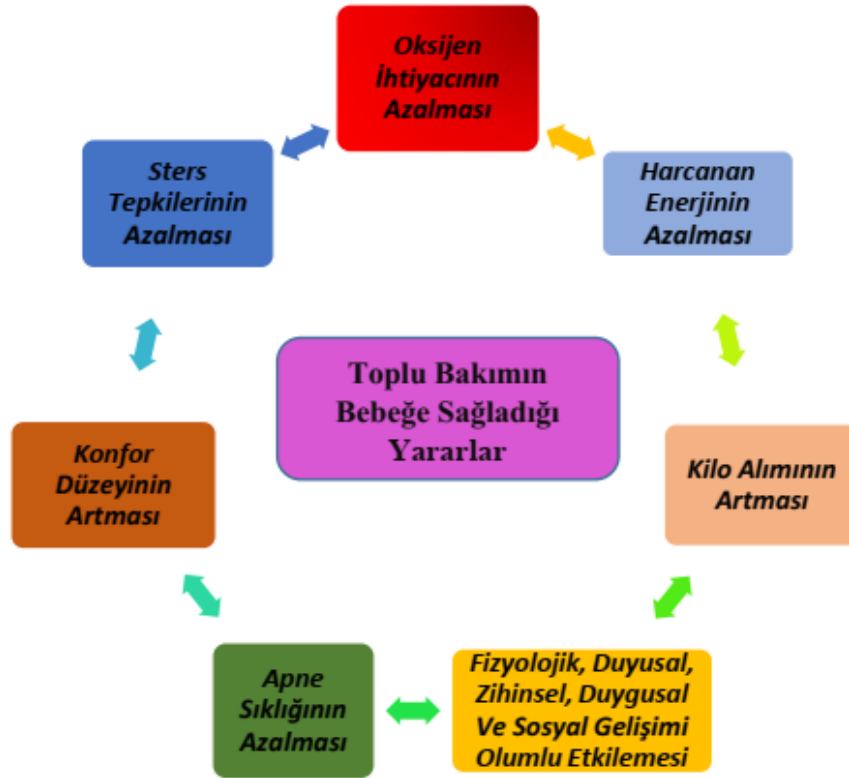 Oksijen
İhtiyacının
Azalması
Sters
Tepkilerinin
Azalması
Harcanan
Enerjinin
Azalması
Toplu Bakımın
Bebeğe Sağladığı
Yararlar
Konfor
Düzeyinin
Artması
Kilo Alımının
Artması
Apne
Sıklığının
Azalması
Fizyolojik, Duyusal,
Zihinsel, Duygusal
Ve Sosyal Gelişimi
Olumlu Etkilemesi